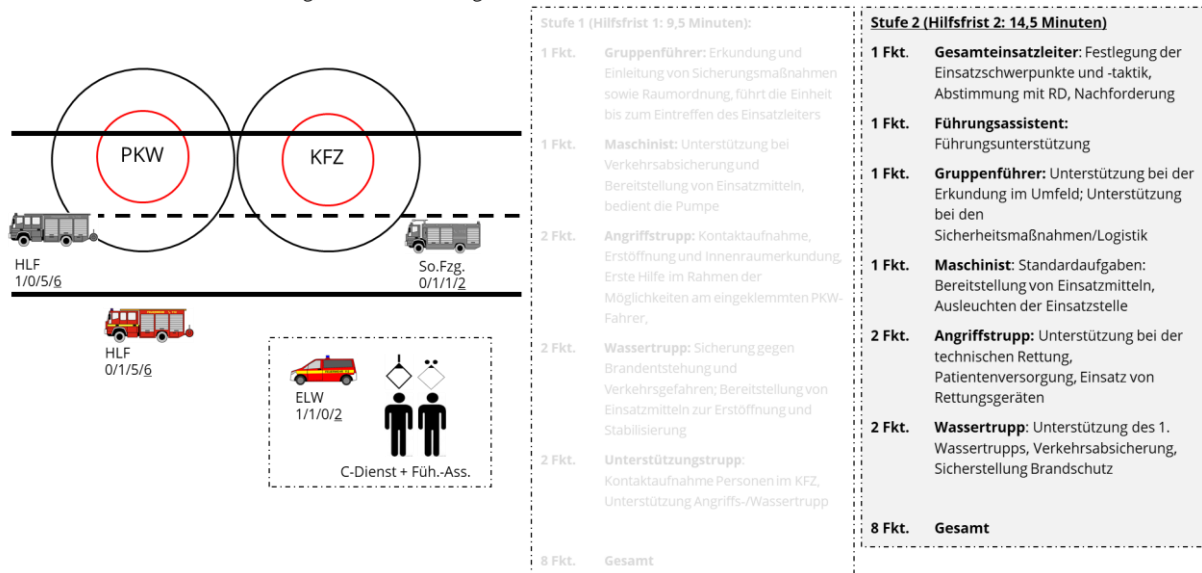 PKW
KFZ
HLF
1/0/5/6
So.Fzg.
0/1/1/2
HLF
0/1/5/6
ELW
1/1/0/2
C-Dienst + Füh.-Ass.
Stufe 1 (Hilfsfrist 1: 9,5 Minuten):
1 Fkt. Gruppenführer: Erkundung und
Einleitung von Sicherungsmaßnahmen
sowie Raumordnung, führt die Einheit
bis zum Eintreffen des Einsatzleiters
1 Fkt. Maschinist: Unterstützung bei
Verkehrsabsicherung und
Bereitstellung von Einsatzmitteln,
bedient die Pumpe
2 Fkt. Angriffstrupp: Kontaktaufnahme,
Erstöffnung und Innenraumerkundung,
Erste Hilfe im Rahmen der
Möglichkeiten am eingeklemmten PKW-
Fahrer,
2 Fkt. Wassertrupp: Sicherung gegen
Brandentstehung und
Verkehrsgefahren; Bereitstellung von
Einsatzmitteln zur Erstöffnung und
Stabilisierung
2 Fkt. Unterstützungstrupp:
Kontaktaufnahme Personen im KFZ,
Unterstützung Angriffs-/Wassertrupp
8 Fkt. Gesamt
Stufe 2 (Hilfsfrist 2: 14,5 Minuten)
1 Fkt. Gesamteinsatzleiter: Festlegung der
Einsatzschwerpunkte und -taktik,
Abstimmung mit RD, Nachforderung
1 Fkt. Führungsassistent:
Führungsunterstützung
1 Fkt. Gruppenführer: Unterstützung bei der
Erkundung im Umfeld; Unterstützung
bei den
Sicherheitsmaßnahmen/Logistik
1 Fkt. Maschinist: Standardaufgaben:
Bereitstellung von Einsatzmitteln,
Ausleuchten der Einsatzstelle
2 Fkt. Angriffstrupp: Unterstützung bei der
technischen Rettung,
Patientenversorgung, Einsatz von
Rettungsgeräten
2 Fkt. Wassertrupp: Unterstützung des 1.
Wassertrupps, Verkehrsabsicherung,
Sicherstellung Brandschutz
8 Fkt. Gesamt